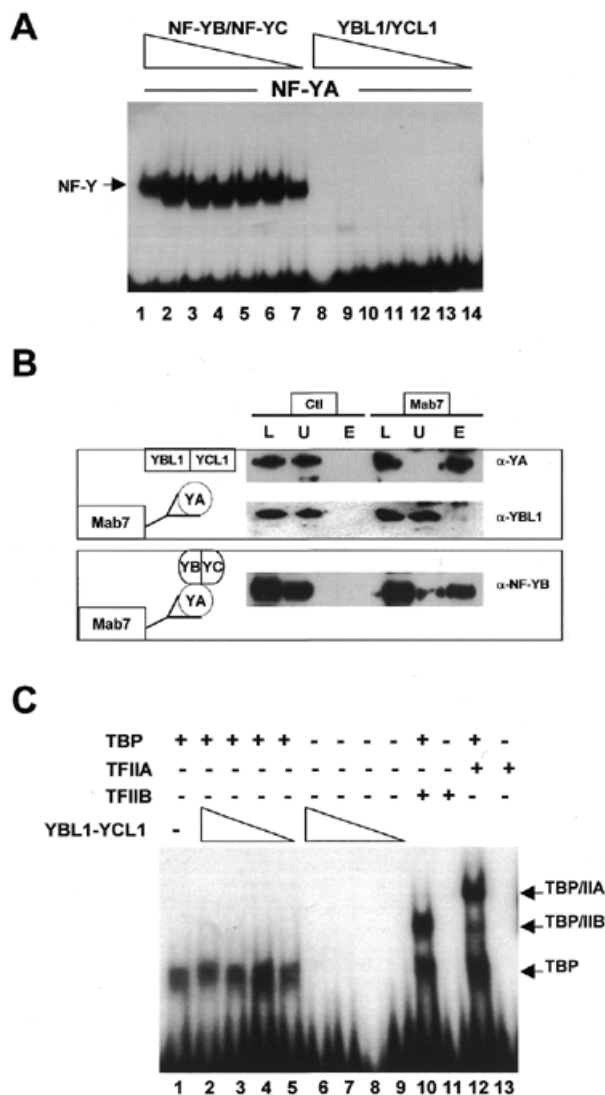 A
NF-YB/NF-YC YBL1/YCL1
NF-YA
NF-Y
1 2 3 4 5 6 7 8 9 10 11 12 13 14
B
Ctl Mab7
L U E L U E
YBL1 YCL1 α-YA
YA
Mab7 α-YBL1
YB YC
YA α-NF-YB
Mab7
C
TBP + + + + + - - - - + - + -
TFIIA - - - - - - - - - - - + +
TFIIB - - - - - - - - - + + - -
YBL1-YCL1 -
TBP/IIA
TBP/IIB
TBP
1 2 3 4 5 6 7 8 9 10 11 12 13